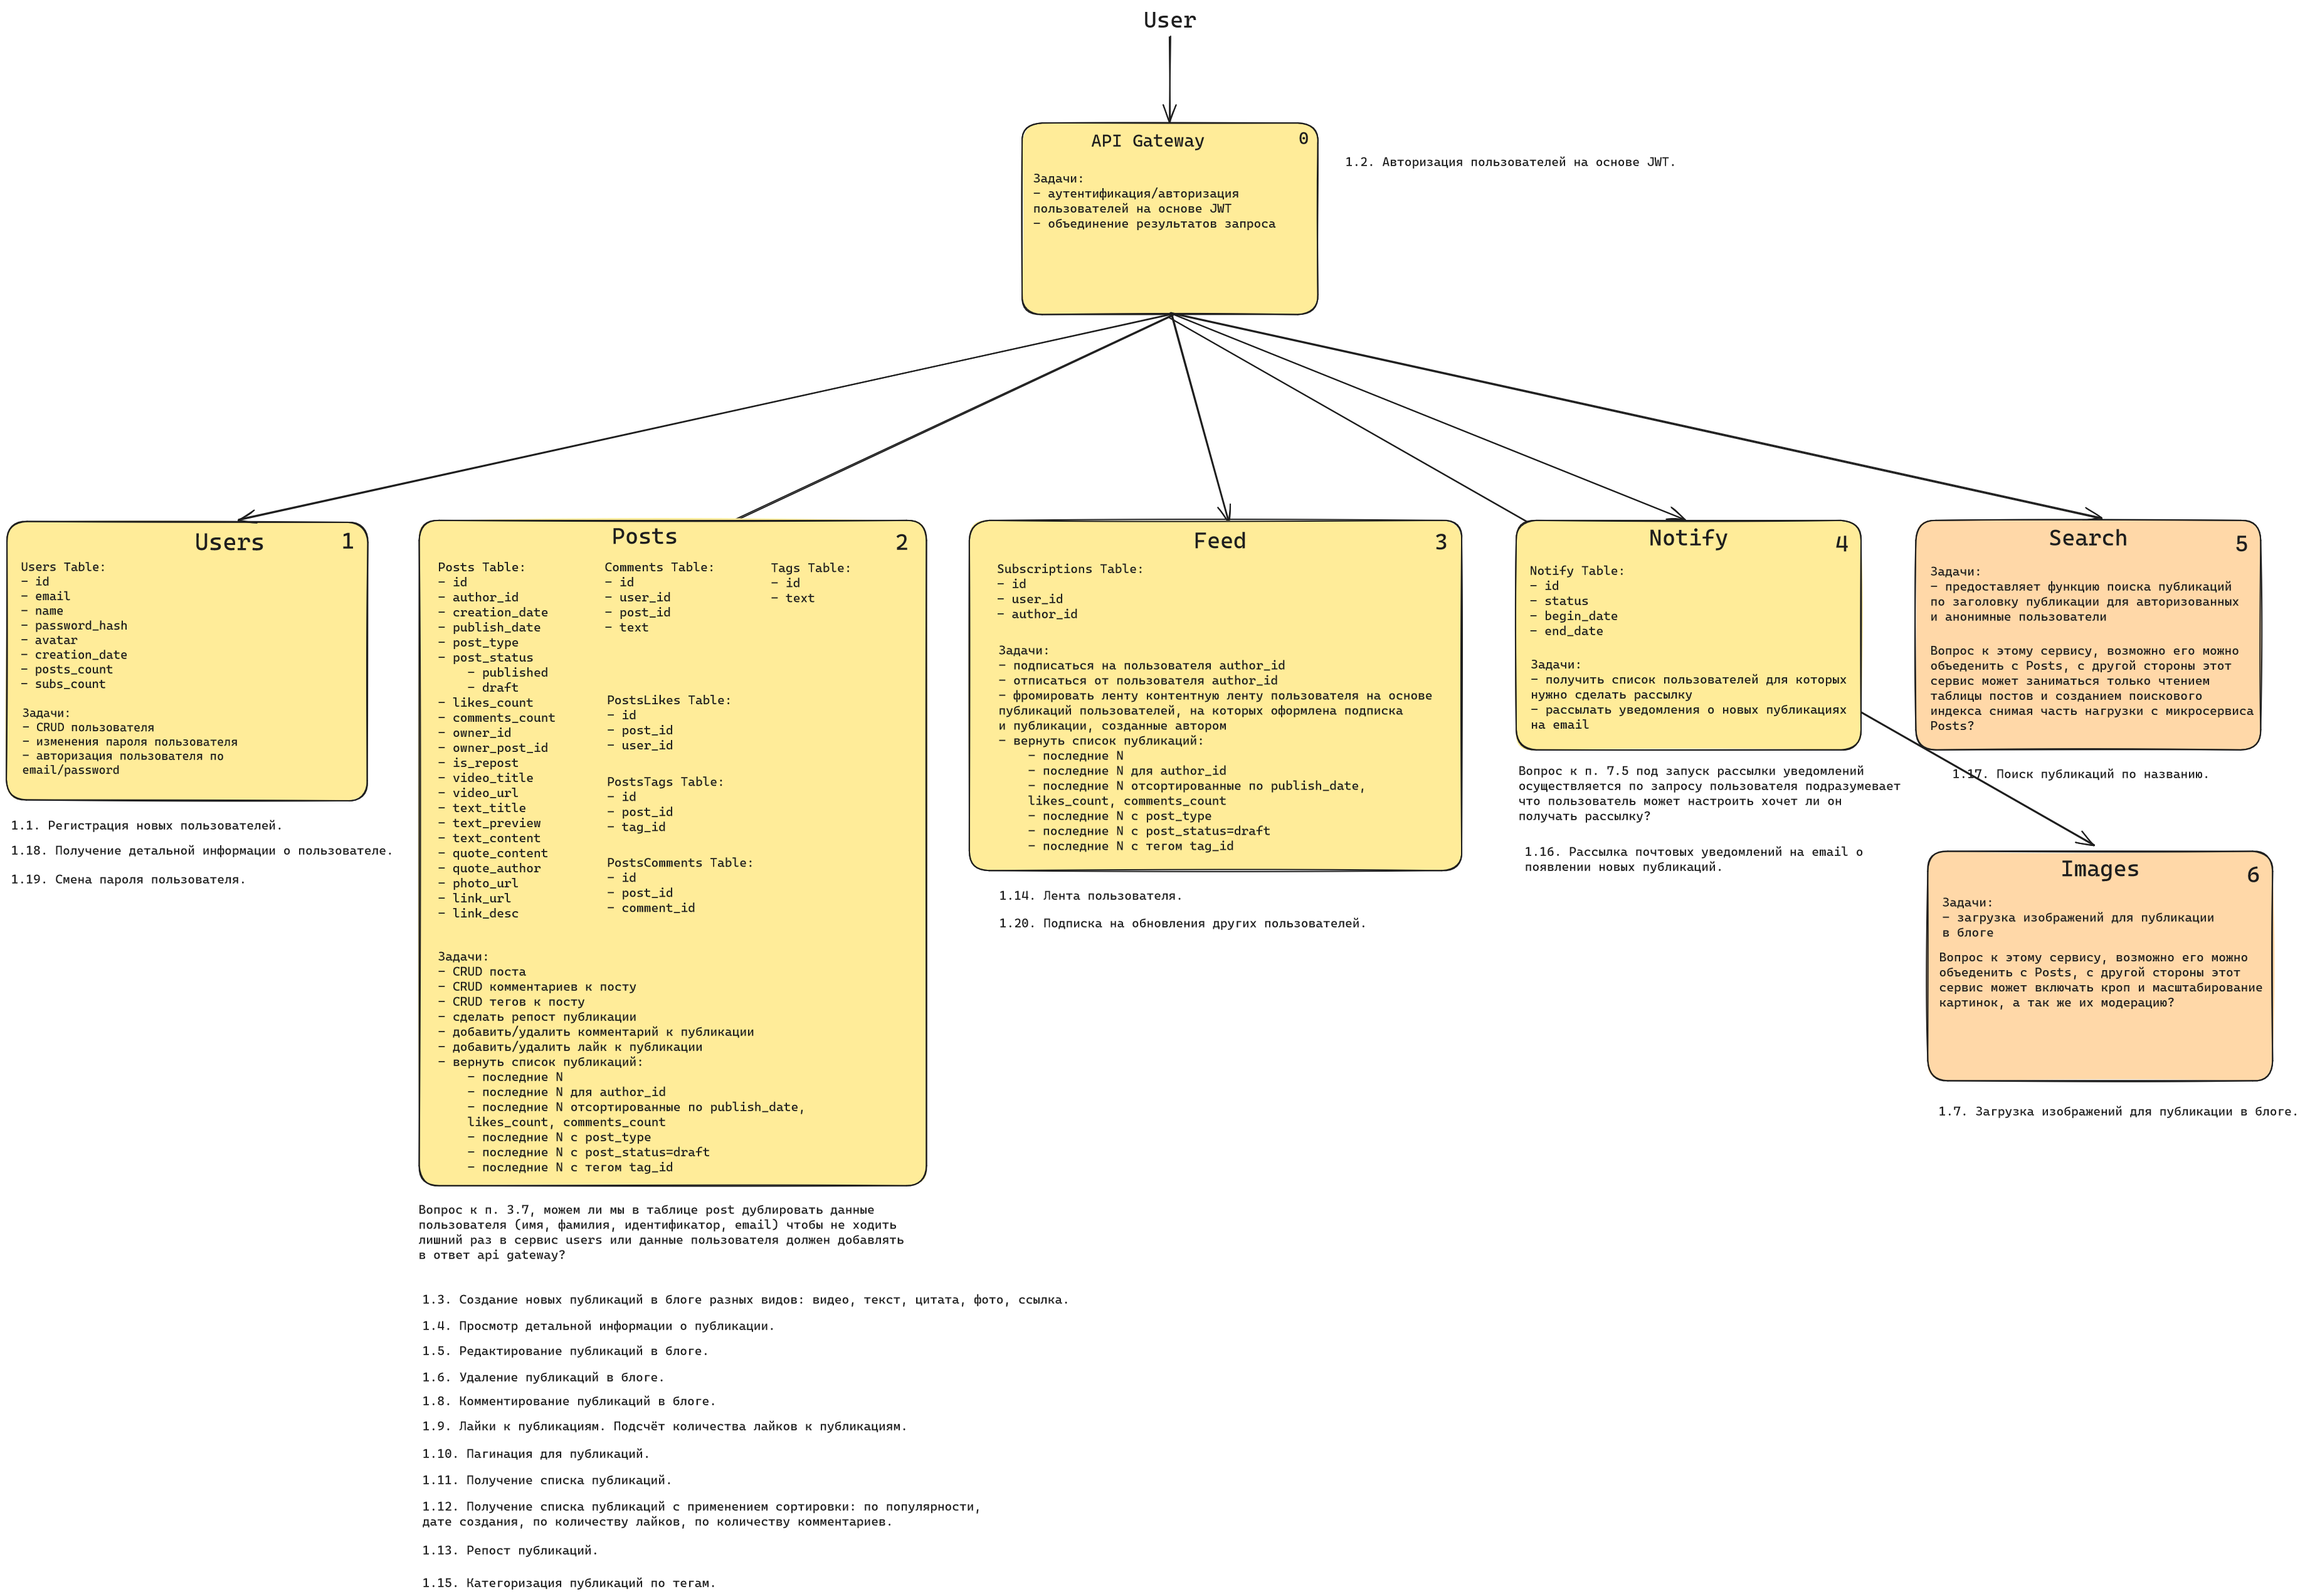 User
API Gateway
0
Задачи:
- аутентификация/авторизация
пользователей на основе JWT
- объединение результатов запроса
1.2. Авторизация пользователей на основе JWT.
Users
1
Users Table:
- id
- email
- name
- password_hash
- avatar
- creation_date
- posts_count
- subs_count
Задачи:
- CRUD пользователя
- изменения пароля пользователя
- авторизация пользователя по
email/password
1.1. Регистрация новых пользователей.
1.18. Получение детальной информации о пользователе.
1.19. Смена пароля пользователя.
Posts
2
Posts Table:
- id
- author_id
- creation_date
- publish_date
- post_type
- post_status
- published
- draft
- likes_count
- comments_count
- owner_id
- owner_post_id
- is_repost
- video_title
- video_url
- text_title
- text_preview
- text_content
- quote_content
- quote_author
- photo_url
- link_url
- link_desc
Comments Table:
- id
- user_id
- post_id
- text
Tags Table:
- id
- text
PostsLikes Table:
- id
- post_id
- user_id
PostsTags Table:
- id
- post_id
- tag_id
PostsComments Table:
- id
- post_id
- comment_id
Задачи:
- CRUD поста
- CRUD комментариев к посту
- CRUD тегов к посту
- сделать репост публикации
- добавить/удалить комментарий к публикации
- добавить/удалить лайк к публикации
- вернуть список публикаций:
- последние N
- последние N для author_id
- последние N отсортированные по publish_date,
likes_count, comments_count
- последние N с post_type
- последние N с post_status=draft
- последние N с тегом tag_id
Вопрос к п. 3.7, можем ли мы в таблице post дублировать данные
пользователя (имя, фамилия, идентификатор, email) чтобы не ходить
лишний раз в сервис users или данные пользователя должен добавлять
в ответ api gateway?
1.3. Создание новых публикаций в блоге разных видов: видео, текст, цитата, фото, ссылка.
1.4. Просмотр детальной информации о публикации.
1.5. Редактирование публикаций в блоге.
1.6. Удаление публикаций в блоге.
1.8. Комментирование публикаций в блоге.
1.9. Лайки к публикациям. Подсчёт количества лайков к публикациям.
1.10. Пагинация для публикаций.
1.11. Получение списка публикаций.
1.12. Получение списка публикаций с применением сортировки: по популярности,
дате создания, по количеству лайков, по количеству комментариев.
1.13. Репост публикаций.
1.15. Категоризация публикаций по тегам.
Feed
3
Subscriptions Table:
- id
- user_id
- author_id
Задачи:
- подписаться на пользователя author_id
- отписаться от пользователя author_id
- фромировать ленту контентную ленту пользователя на основе
публикаций пользователей, на которых оформлена подписка
и публикации, созданные автором
- вернуть список публикаций:
- последние N
- последние N для author_id
- последние N отсортированные по publish_date,
likes_count, comments_count
- последние N с post_type
- последние N с post_status=draft
- последние N с тегом tag_id
1.14. Лента пользователя.
1.20. Подписка на обновления других пользователей.
Notify
4
Notify Table:
- id
- status
- begin_date
- end_date
Задачи:
- получить список пользователей для которых
нужно сделать рассылку
- рассылать уведомления о новых публикациях
на email
Вопрос к п. 7.5 под запуск рассылки уведомлений
осуществляется по запросу пользователя подразумевает
что пользователь может настроить хочет ли он
получать рассылку?
1.16. Рассылка почтовых уведомлений на email о
появлении новых публикаций.
Search
5
Задачи:
- предоставляет функцию поиска публикаций
по заголовку публикации для авторизованных
и анонимные пользователи
Вопрос к этому сервису, возможно его можно
объеденить с Posts, с другой стороны этот
сервис может заниматься только чтением
таблицы постов и созданием поискового
индекса снимая часть нагрузки с микросервиса
Posts?
1.17. Поиск публикаций по названию.
Images
6
Задачи:
- загрузка изображений для публикации
в блоге
Вопрос к этому сервису, возможно его можно
объеденить с Posts, с другой стороны этот
сервис может включать кроп и масштабирование
картинок, а так же их модерацию?
1.7. Загрузка изображений для публикации в блоге.